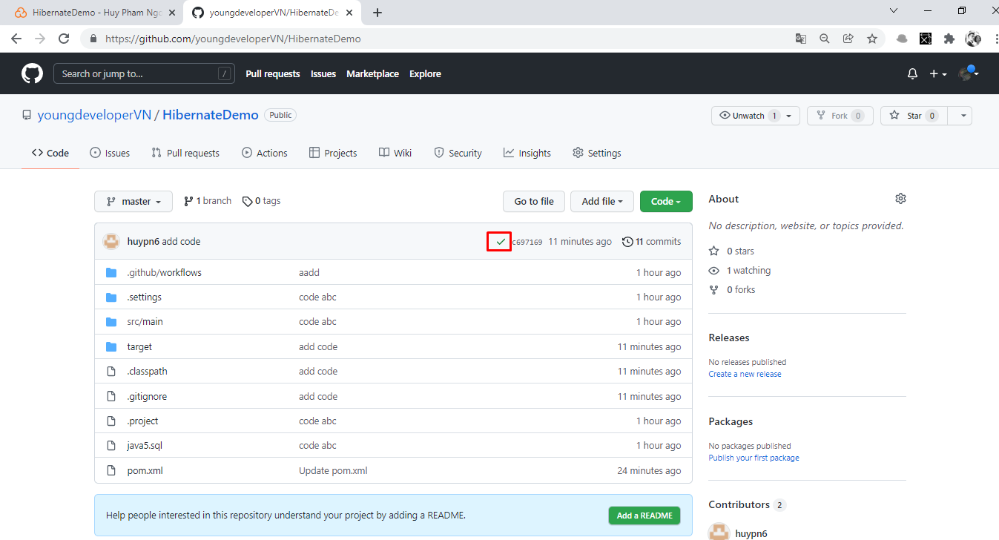 HibernateDemo - Huy Pham Ngo
youngdeveloperVN/HibernateDe
https://github.com/youngdeveloperVN/HibernateDemo
Search or jump to... / Pull requests Issues Marketplace Explore
youngdeveloperVN / HibernateDemo Public
Unwatch 1 Fork 0 Star 0
Code Issues Pull requests Actions Projects Wiki Security Insights Settings
master 1 branch 0 tags Go to file Add file Code
huypn6 add code c697169 11 minutes ago 11 commits
.github/workflows aadd 1 hour ago
.settings code abc 1 hour ago
src/main code abc 1 hour ago
target add code 11 minutes ago
.classpath add code 11 minutes ago
.gitignore add code 11 minutes ago
.project code abc 1 hour ago
java5.sql code abc 1 hour ago
pom.xml Update pom.xml 24 minutes ago
Help people interested in this repository understand your project by adding a README. Add a README
About
No description, website, or topics provided.
0 stars
1 watching
0 forks
Releases
No releases published
Create a new release
Packages
No packages published
Publish your first package
Contributors 2
huypn6